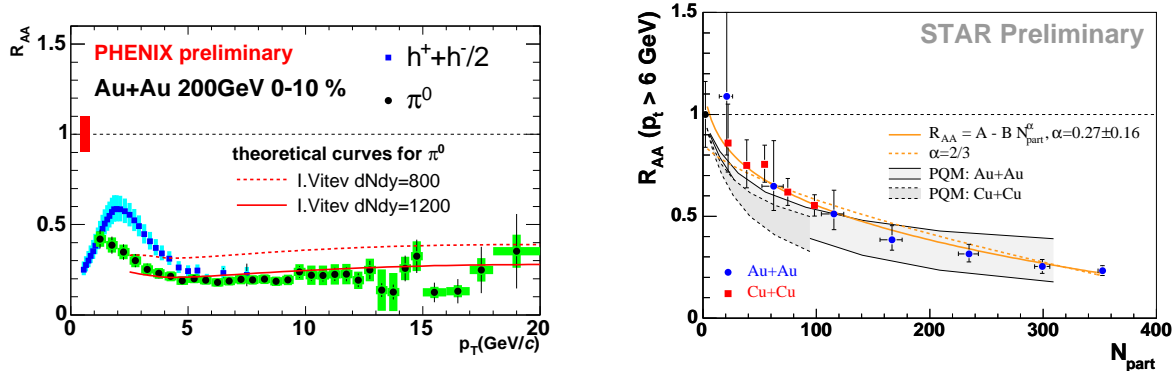 R_AA
1.5
1
0.5
0
PHENIX preliminary
Au+Au 200GeV 0-10 %
h⁺+h⁻/2
π⁰
theoretical curves for π⁰
I.Vitev dNdy=800
I.Vitev dNdy=1200
0 5 10 15 20
p_T(GeV/c)
R_AA (p_t > 6 GeV)
1.5
1
0.5
0
STAR Preliminary
R_AA = A - B N_part^α, α=0.27±0.16
α=2/3
PQM: Au+Au
PQM: Cu+Cu
Au+Au
Cu+Cu
0 100 200 300 400
N_part